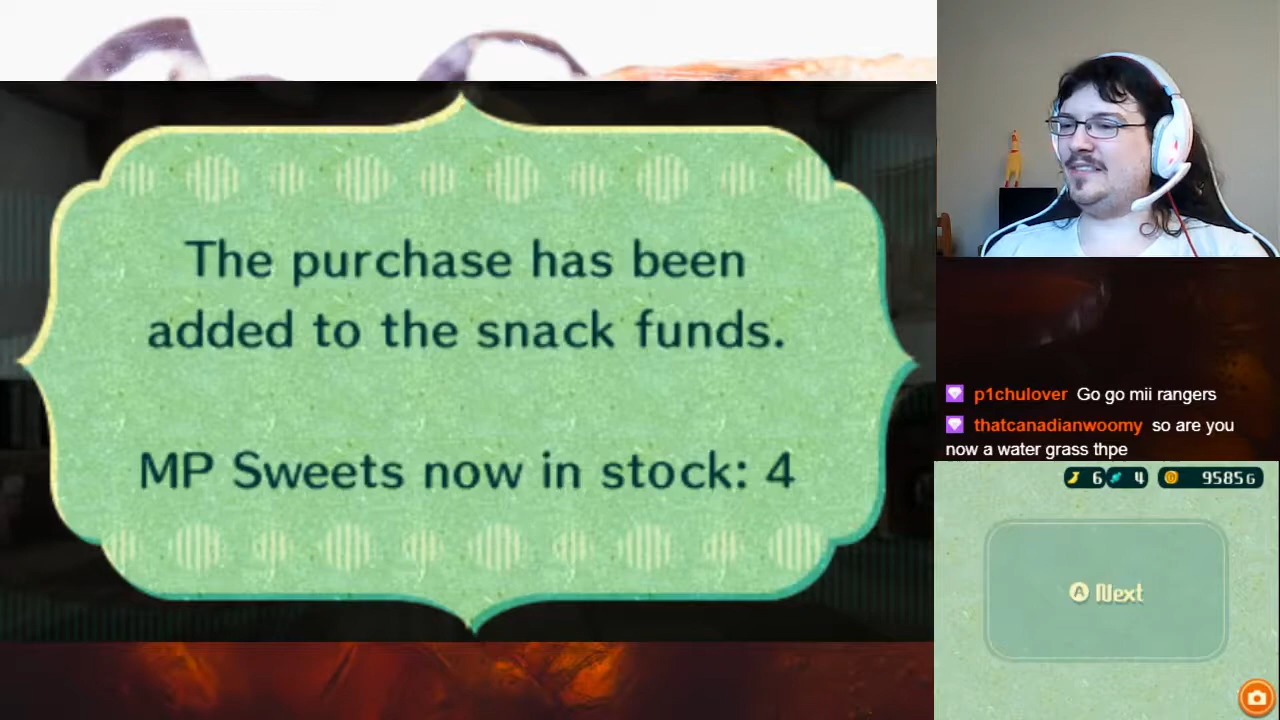 The purchase has been
added to the snack funds.
MP Sweets now in stock: 4
p1chulover Go go mii rangers
thatcanadianwoomy so are you
now a water grass thpe
6 4 9585G
A Next